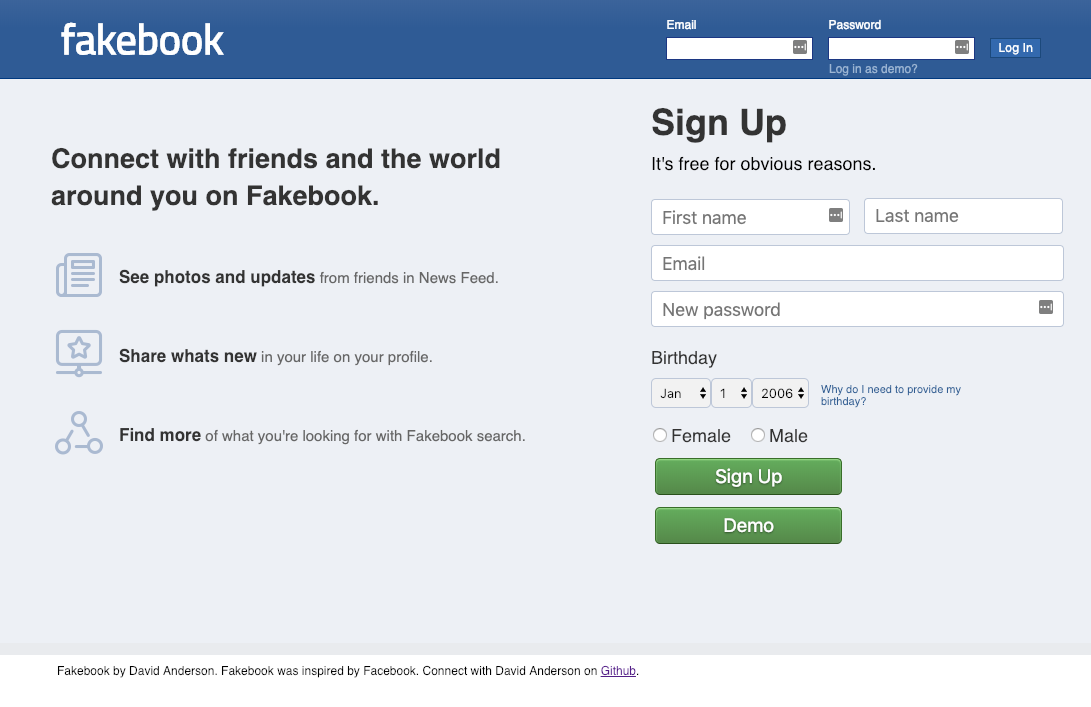 fakebook
Email
Password
Log In
Log in as demo?
Connect with friends and the world
around you on Fakebook.
See photos and updates from friends in News Feed.
Share whats new in your life on your profile.
Find more of what you're looking for with Fakebook search.
Sign Up
It's free for obvious reasons.
First name
Last name
Email
New password
Birthday
Jan 1 2006
Why do I need to provide my
birthday?
Female Male
Sign Up
Demo
Fakebook by David Anderson. Fakebook was inspired by Facebook. Connect with David Anderson on Github.